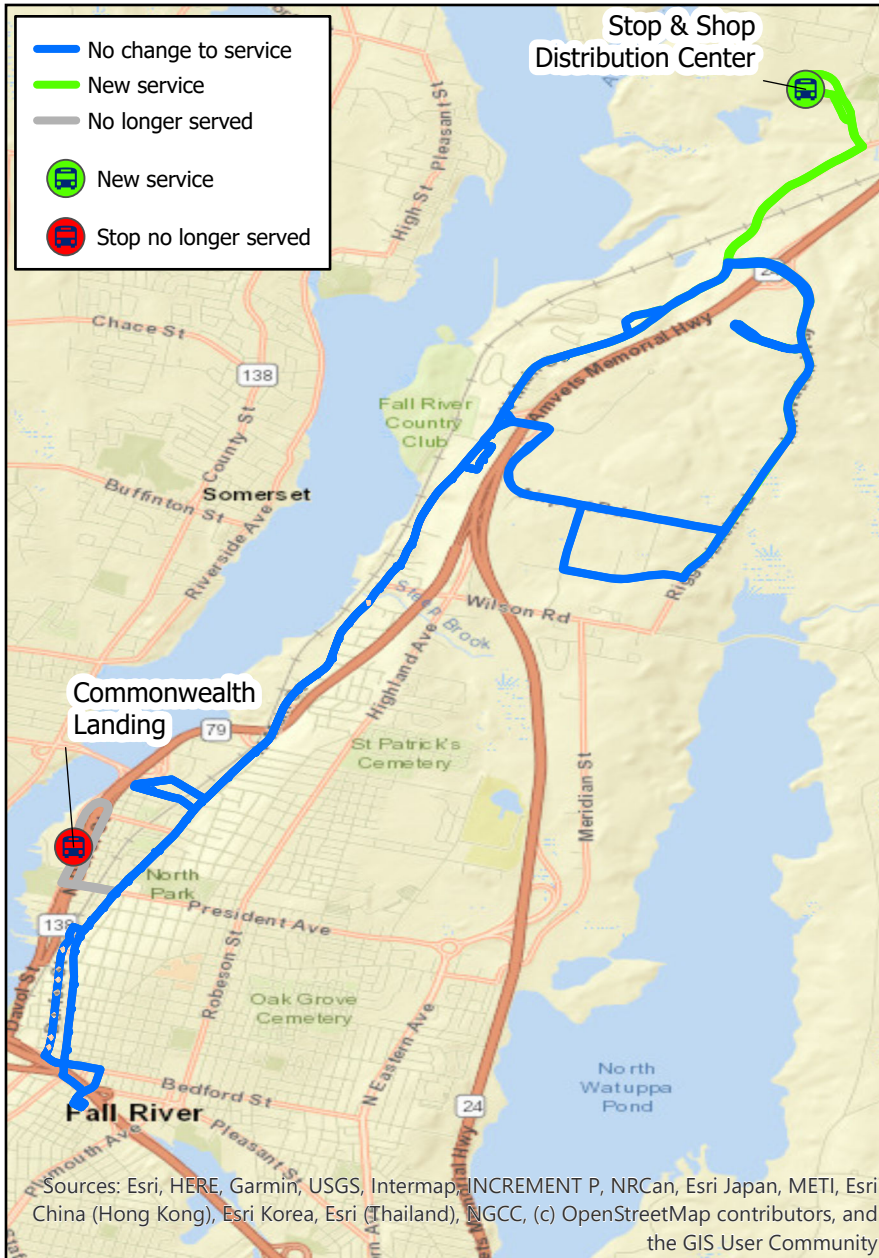 Stop & Shop
Distribution Center
No change to service
New service
No longer served
New service
Stop no longer served
Pleasant St
High St
Chace St
138
County St
Fall River
Country
Club
Amvets Memorial Hwy
Buffinton St
Somerset
Riverside Ave
Wilson Rd
Steep Brook
Highland Ave
Commonwealth
Landing
79
St Patrick's
Cemetery
Meridian St
North
Park
President Ave
138
Davol St
Robeson St
Oak Grove
Cemetery
N Eastern Ave
North
Watuppa
Pond
Bedford St
24
Fall River
Pleasant St
Plymouth Ave
Sources: Esri, HERE, Garmin, USGS, Intermap, INCREMENT P, NRCan, Esri Japan, METI, Esri
China (Hong Kong), Esri Korea, Esri (Thailand), NGCC, (c) OpenStreetMap contributors, and
the GIS User Community